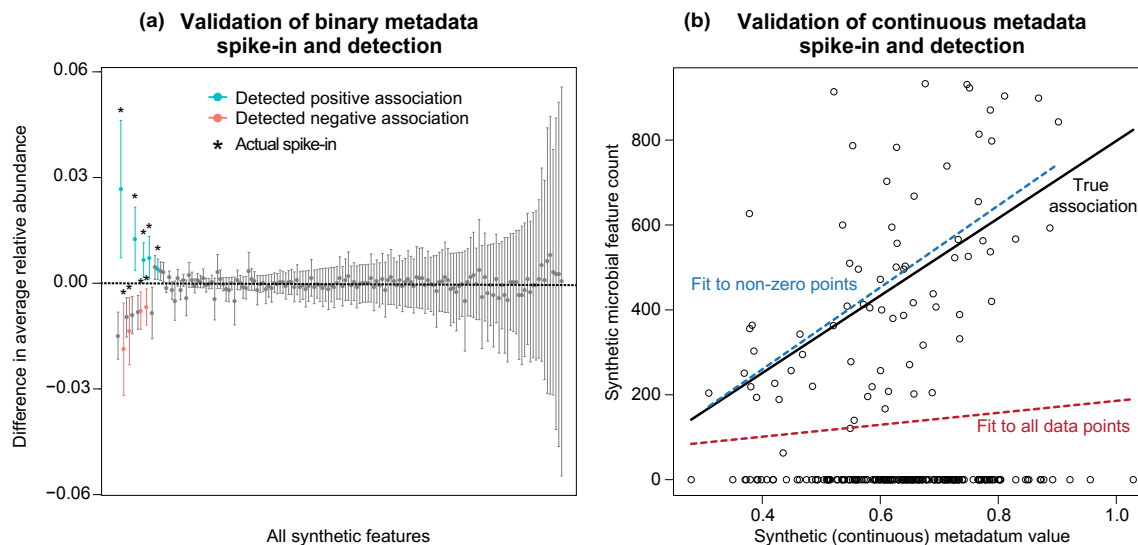 (a) Validation of binary metadata
spike-in and detection
0.06
0.03
0.00
−0.03
−0.06
Difference in average relative abundance
Detected positive association
Detected negative association
* Actual spike-in
All synthetic features
(b) Validation of continuous metadata
spike-in and detection
800
600
400
200
0
Synthetic microbial feature count
True
association
Fit to non-zero points
Fit to all data points
0.4 0.6 0.8 1.0
Synthetic (continuous) metadatum value